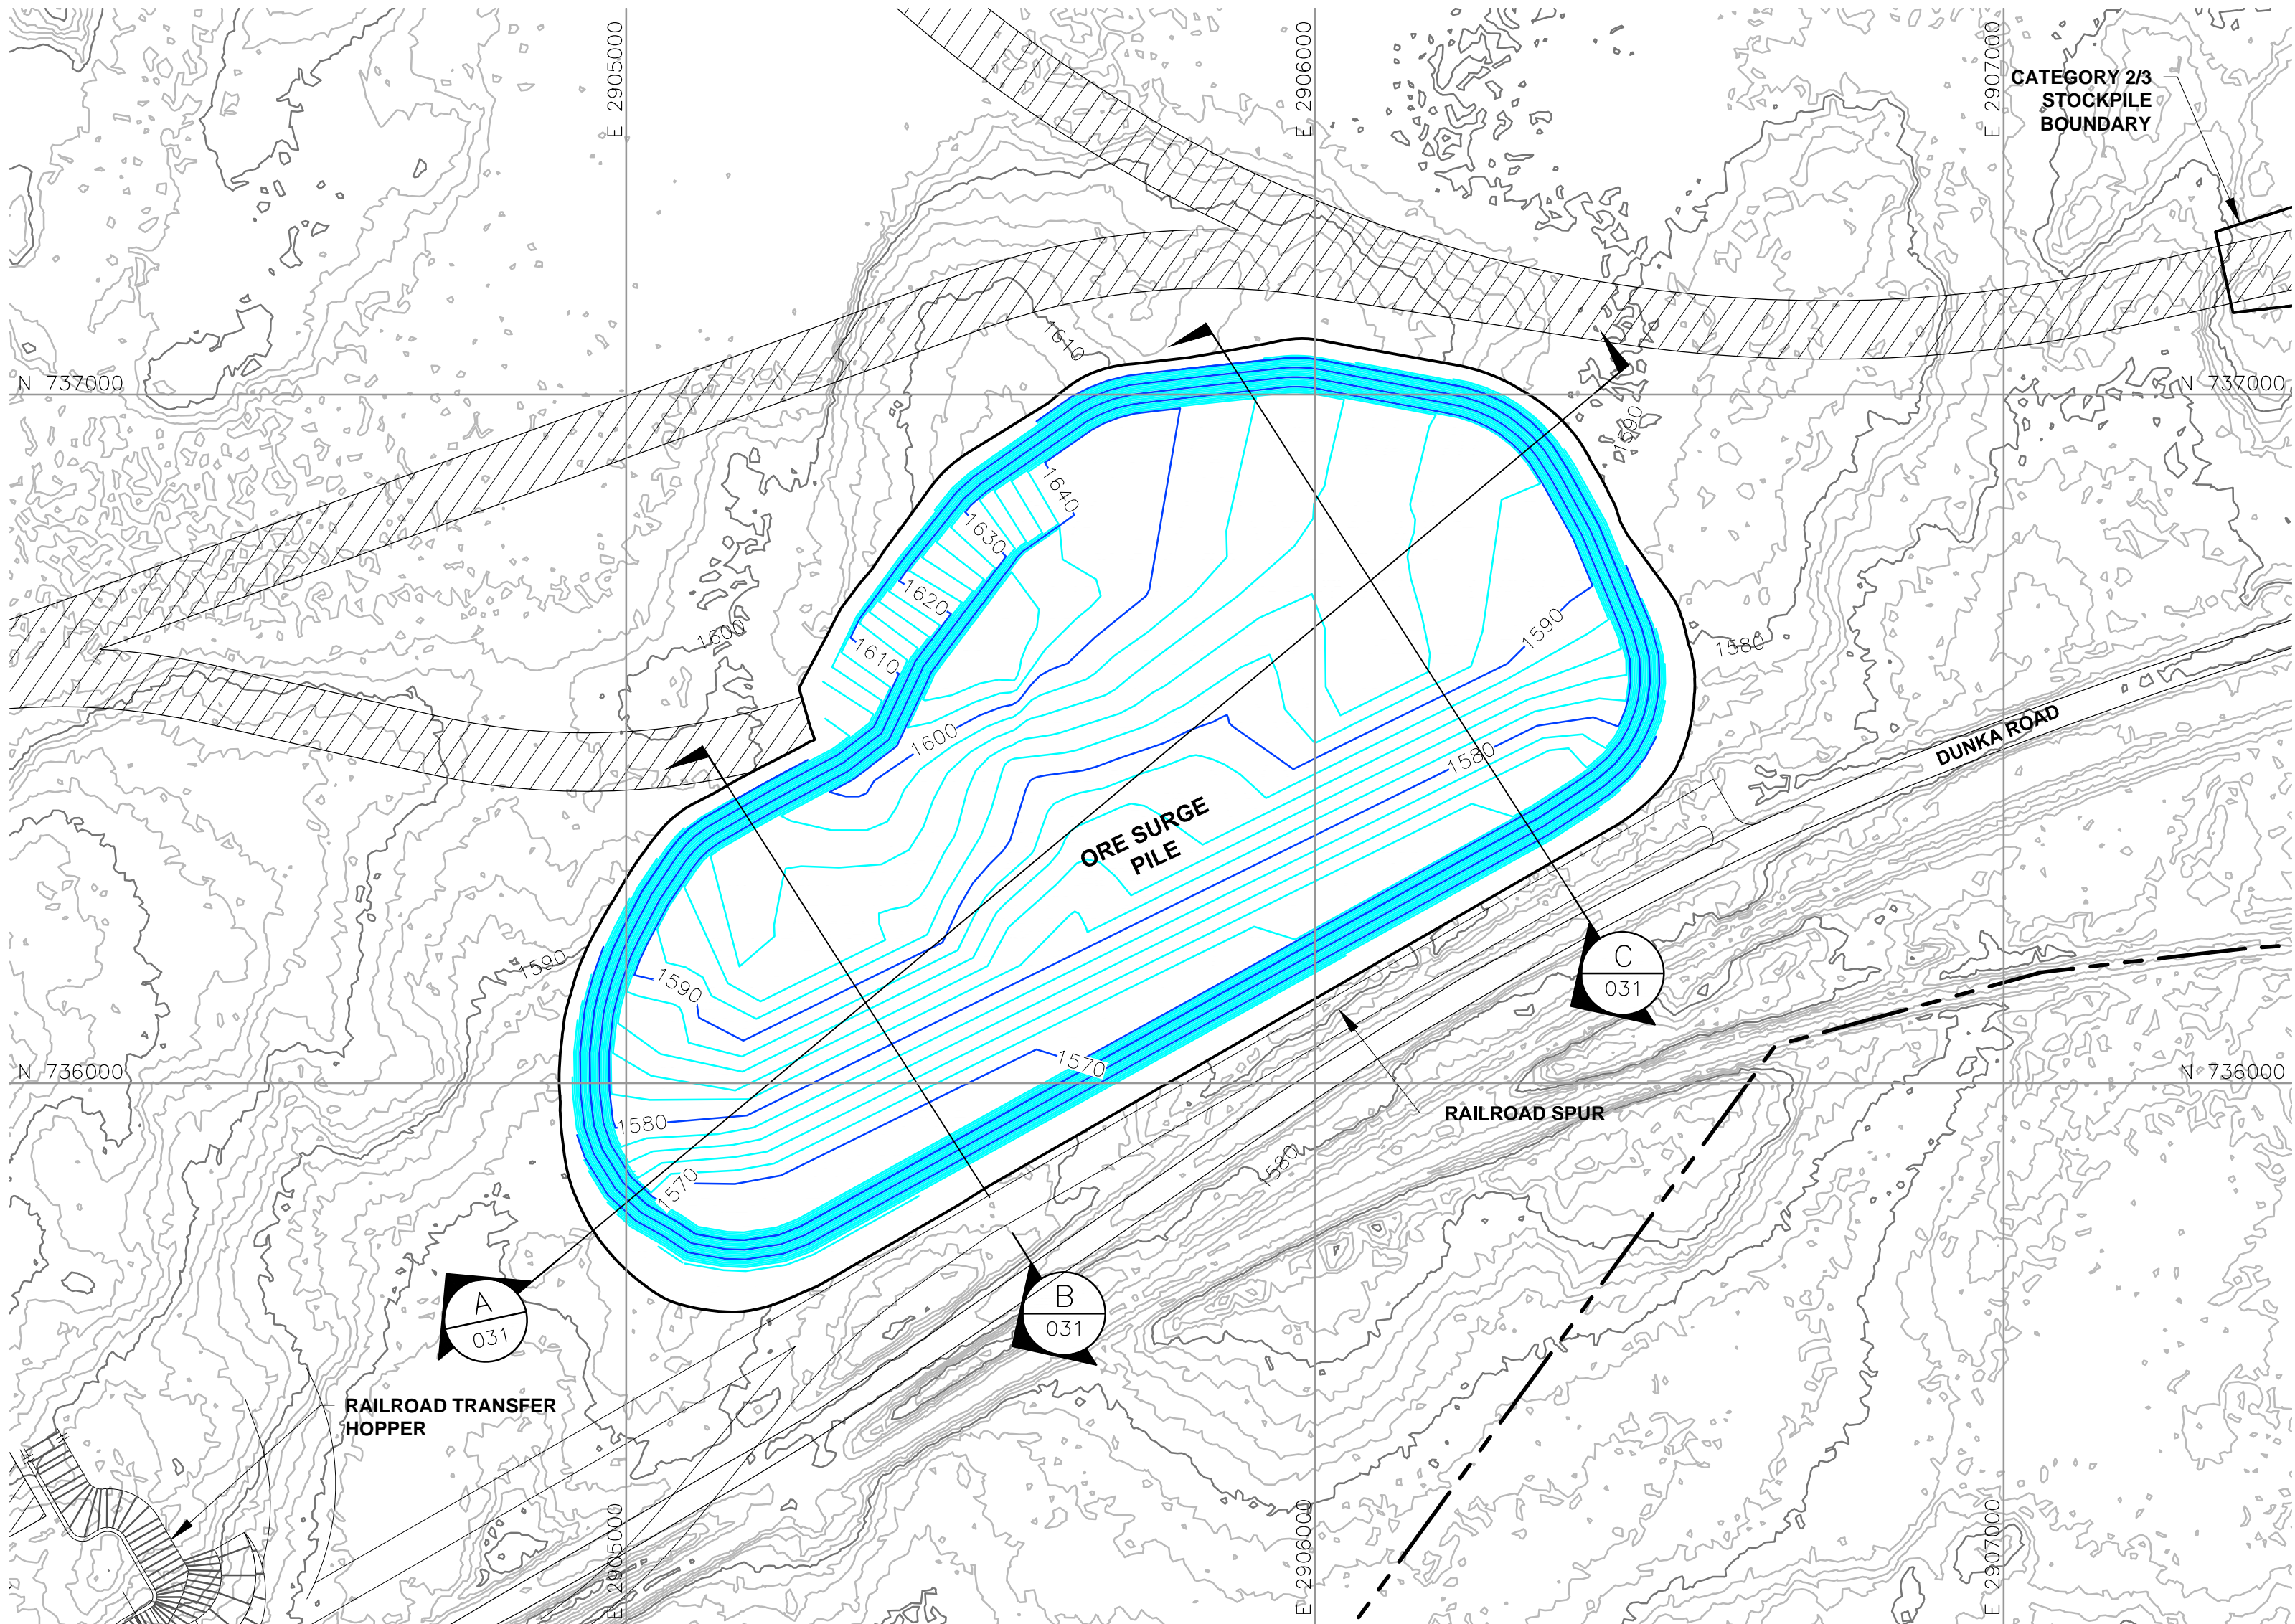 E 2905000
E 2906000
E 2907000
CATEGORY 2/3
STOCKPILE
BOUNDARY
1610
N 737000
N 737000
1590
1640
1630
1620
1600
1610
1590
1580
1600
1580
DUNKA ROAD
ORE SURGE
PILE
1590
1590
C
031
1570
N 736000
N 736000
RAILROAD SPUR
1580
1580
1570
A
031
B
031
RAILROAD TRANSFER
HOPPER
E 2905000
E 2906000
E 2907000